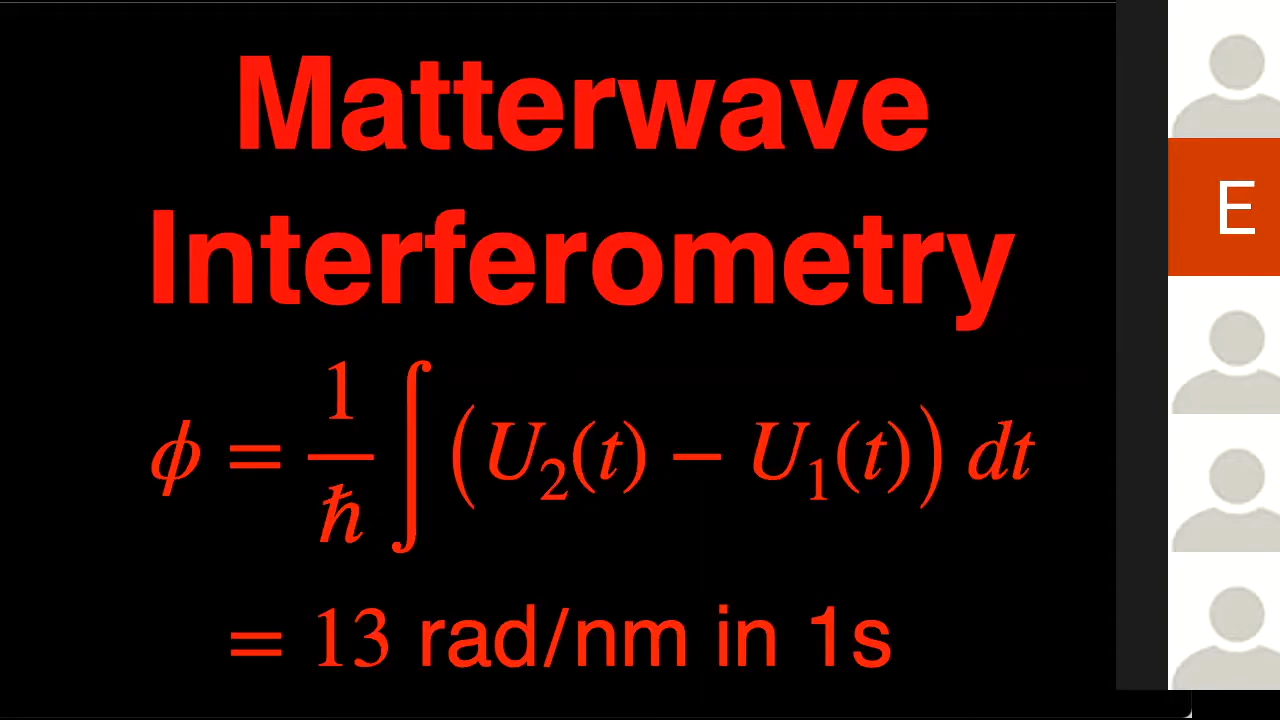 Matterwave
Interferometry
ϕ = 1/ħ ∫ (U₂(t) − U₁(t)) dt
= 13 rad/nm in 1s
E